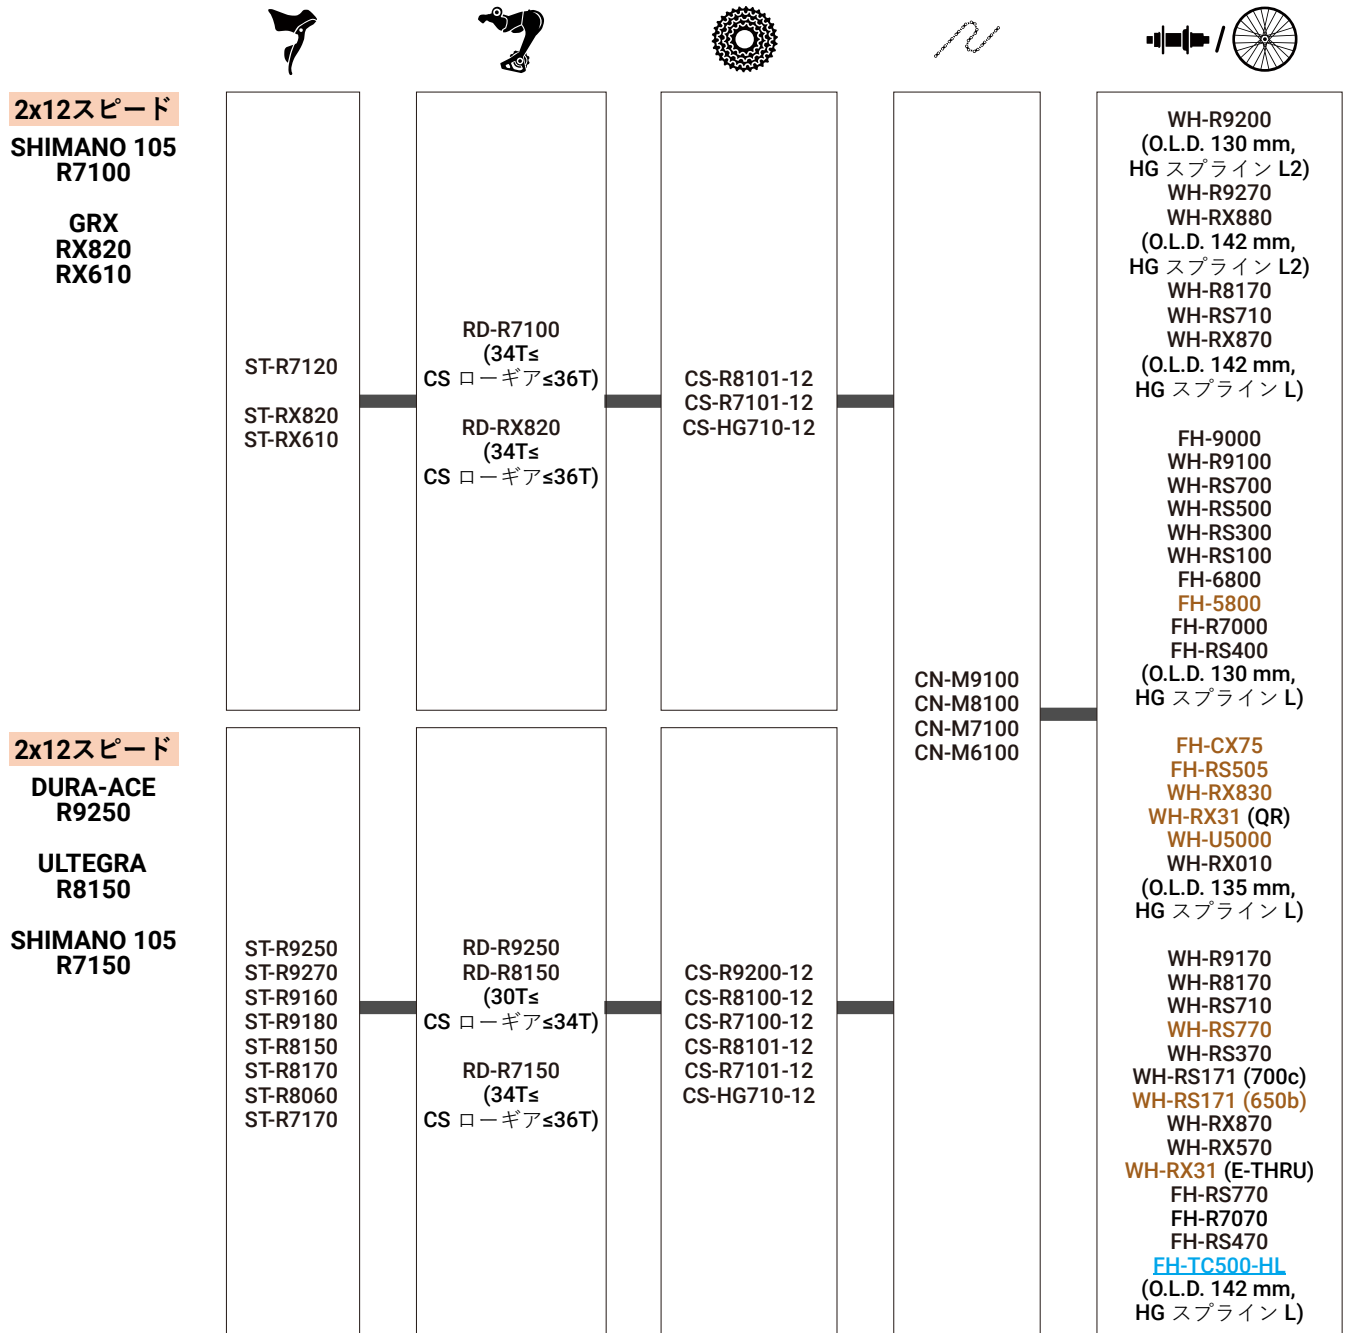 2x12スピード
SHIMANO 105
R7100
GRX
RX820
RX610
ST-R7120
ST-RX820
ST-RX610
RD-R7100
(34T≤
CS ローギア≤36T)
RD-RX820
(34T≤
CS ローギア≤36T)
CS-R8101-12
CS-R7101-12
CS-HG710-12
2x12スピード
DURA-ACE
R9250
ULTEGRA
R8150
SHIMANO 105
R7150
ST-R9250
ST-R9270
ST-R9160
ST-R9180
ST-R8150
ST-R8170
ST-R8060
ST-R7170
RD-R9250
RD-R8150
(30T≤
CS ローギア≤34T)
RD-R7150
(34T≤
CS ローギア≤36T)
CS-R9200-12
CS-R8100-12
CS-R7100-12
CS-R8101-12
CS-R7101-12
CS-HG710-12
CN-M9100
CN-M8100
CN-M7100
CN-M6100
/
WH-R9200
(O.L.D. 130 mm,
HG スプライン L2)
WH-R9270
WH-RX880
(O.L.D. 142 mm,
HG スプライン L2)
WH-R8170
WH-RS710
WH-RX870
(O.L.D. 142 mm,
HG スプライン L)
FH-9000
WH-R9100
WH-RS700
WH-RS500
WH-RS300
WH-RS100
FH-6800
FH-5800
FH-R7000
FH-RS400
(O.L.D. 130 mm,
HG スプライン L)
FH-CX75
FH-RS505
WH-RX830
WH-RX31 (QR)
WH-U5000
WH-RX010
(O.L.D. 135 mm,
HG スプライン L)
WH-R9170
WH-R8170
WH-RS710
WH-RS770
WH-RS370
WH-RS171 (700c)
WH-RS171 (650b)
WH-RX870
WH-RX570
WH-RX31 (E-THRU)
FH-RS770
FH-R7070
FH-RS470
FH-TC500-HL
(O.L.D. 142 mm,
HG スプライン L)